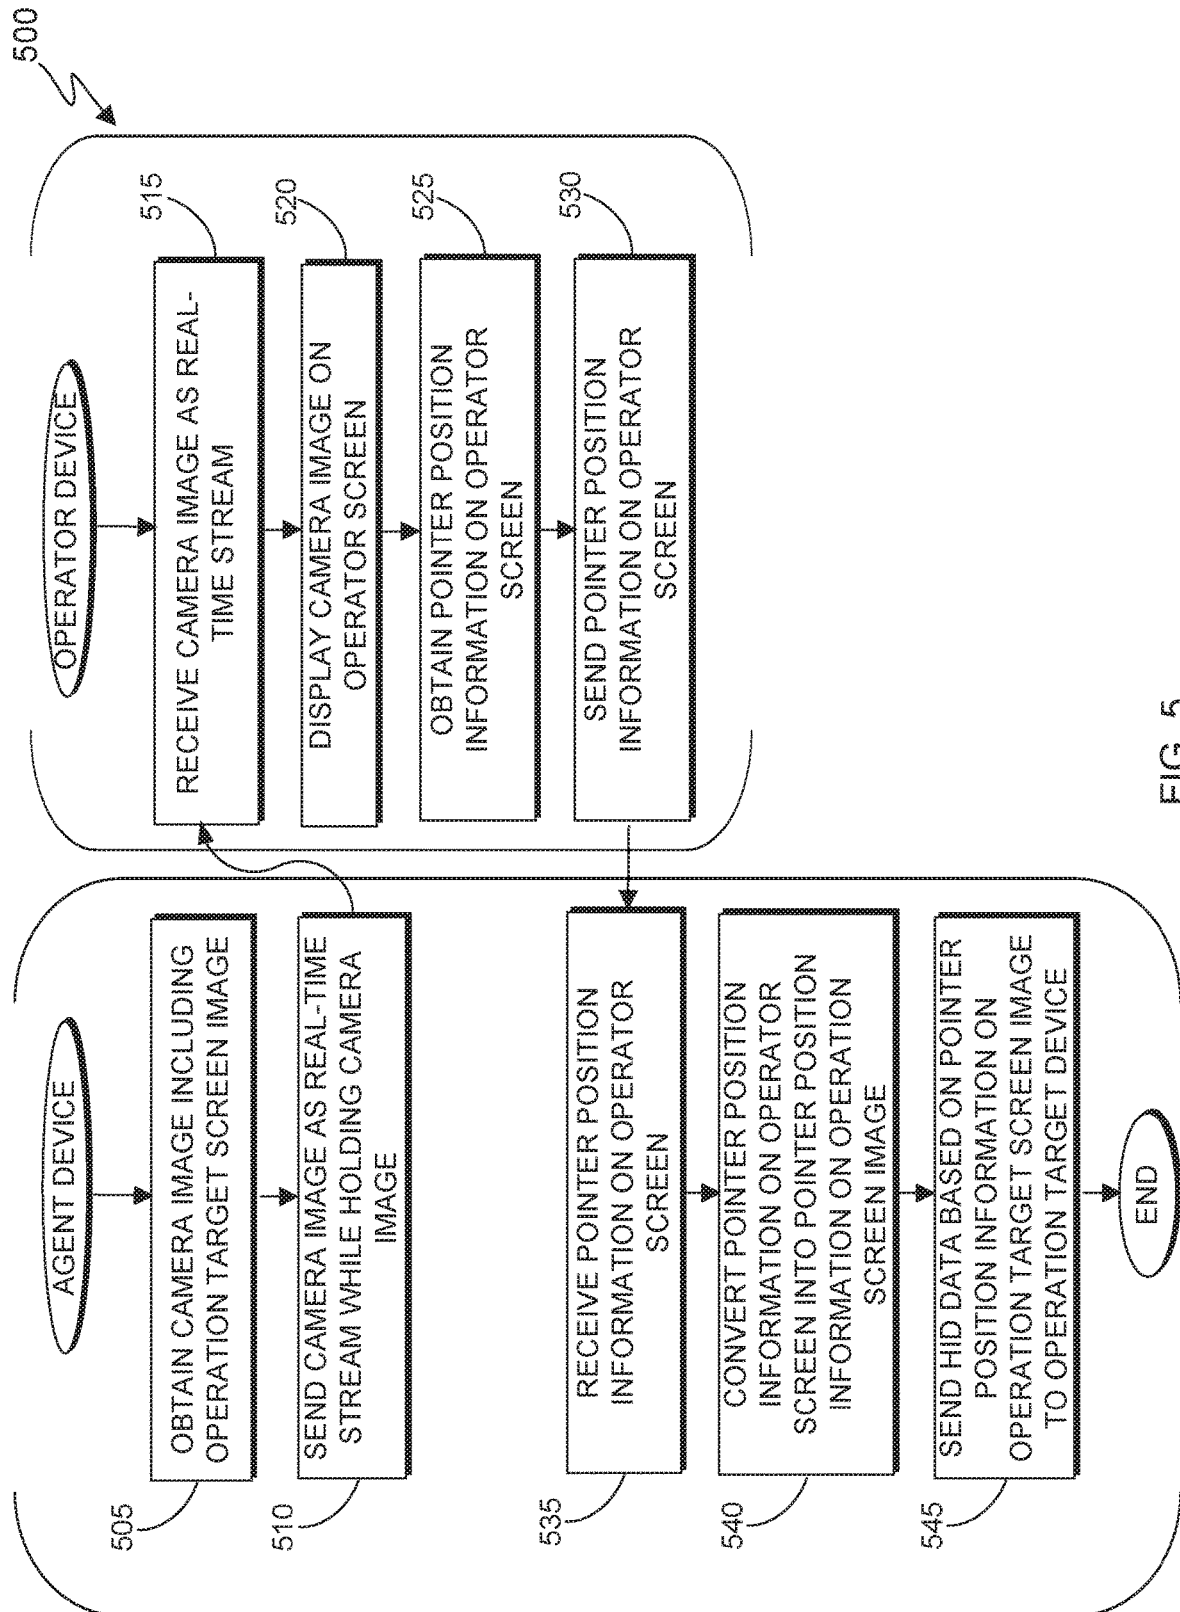 500
AGENT DEVICE
505
OBTAIN CAMERA IMAGE INCLUDING
OPERATION TARGET SCREEN IMAGE
510
SEND CAMERA IMAGE AS REAL-TIME
STREAM WHILE HOLDING CAMERA
IMAGE
OPERATOR DEVICE
515
RECEIVE CAMERA IMAGE AS REAL-
TIME STREAM
520
DISPLAY CAMERA IMAGE ON
OPERATOR SCREEN
525
OBTAIN POINTER POSITION
INFORMATION ON OPERATOR
SCREEN
530
SEND POINTER POSITION
INFORMATION ON OPERATOR
SCREEN
535
RECEIVE POINTER POSITION
INFORMATION ON OPERATOR
SCREEN
540
CONVERT POINTER POSITION
INFORMATION ON OPERATOR
SCREEN INTO POINTER POSITION
INFORMATION ON OPERATION
SCREEN IMAGE
545
SEND HID DATA BASED ON POINTER
POSITION INFORMATION ON
OPERATION TARGET SCREEN IMAGE
TO OPERATION TARGET DEVICE
END
FIG. 5